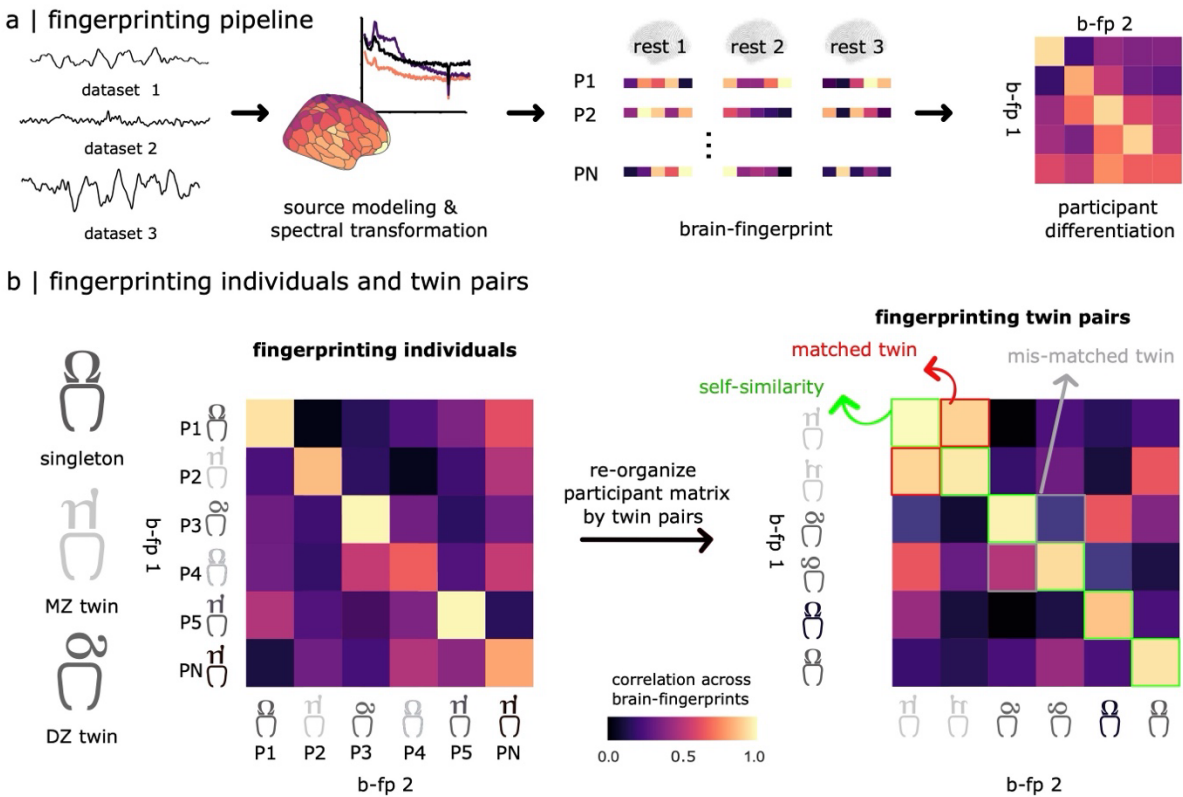 a | fingerprinting pipeline
dataset 1
dataset 2
dataset 3
source modeling &
spectral transformation
rest 1
rest 2
rest 3
P1
P2
PN
brain-fingerprint
b-fp 2
b-fp 1
participant
differentiation
b | fingerprinting individuals and twin pairs
singleton
MZ twin
DZ twin
fingerprinting individuals
P1
P2
P3
P4
P5
PN
b-fp 1
P1
P2
P3
P4
P5
PN
b-fp 2
re-organize
participant matrix
by twin pairs
correlation across
brain-fingerprints
0.0
0.5
1.0
fingerprinting twin pairs
matched twin
mis-matched twin
self-similarity
b-fp 1
b-fp 2